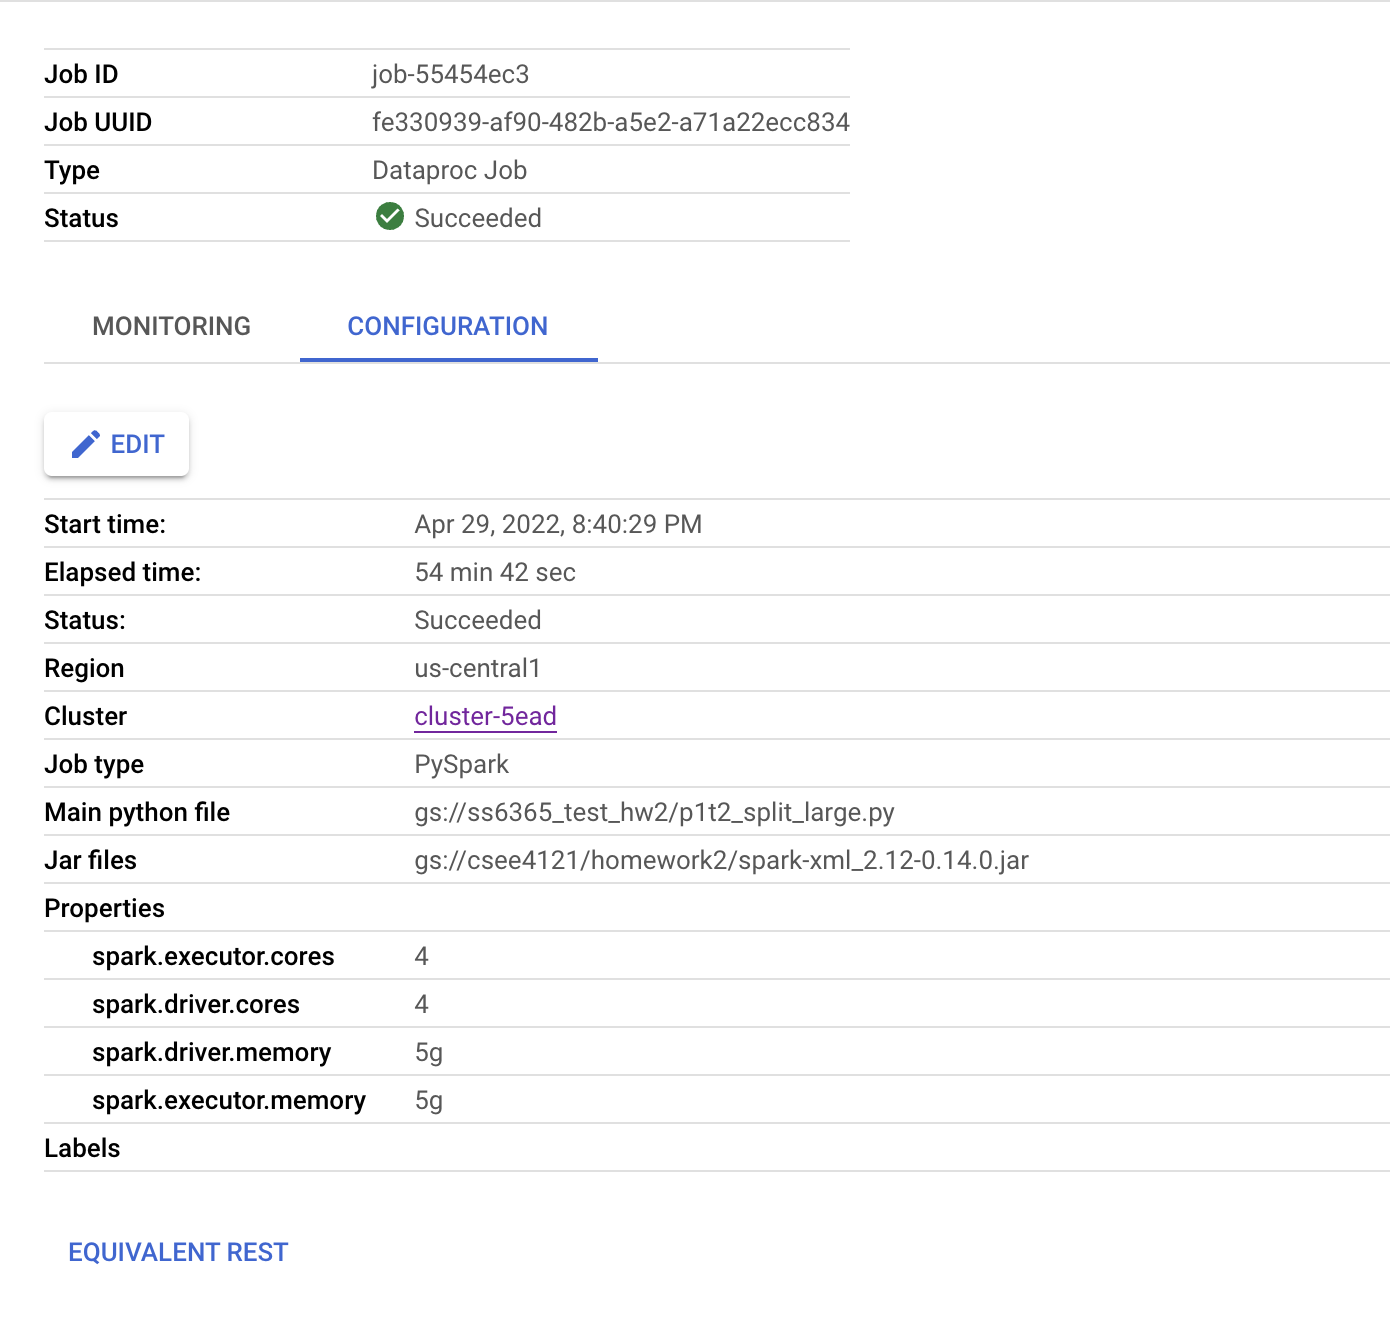 Job ID job-55454ec3
Job UUID fe330939-af90-482b-a5e2-a71a22ecc834
Type Dataproc Job
Status Succeeded
MONITORING CONFIGURATION
EDIT
Start time: Apr 29, 2022, 8:40:29 PM
Elapsed time: 54 min 42 sec
Status: Succeeded
Region us-central1
Cluster cluster-5ead
Job type PySpark
Main python file gs://ss6365_test_hw2/p1t2_split_large.py
Jar files gs://csee4121/homework2/spark-xml_2.12-0.14.0.jar
Properties
spark.executor.cores 4
spark.driver.cores 4
spark.driver.memory 5g
spark.executor.memory 5g
Labels
EQUIVALENT REST